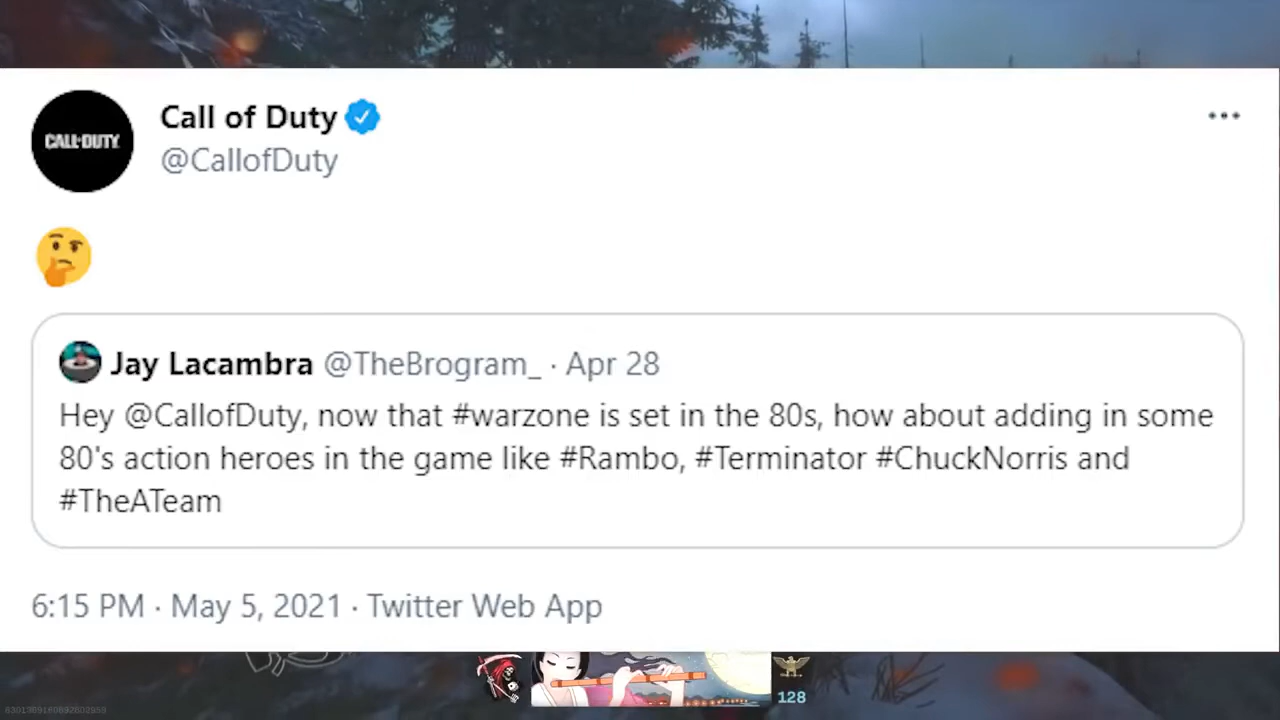 Call of Duty
CALL OF DUTY
@CallofDuty
🤔
Jay Lacambra @TheBrogram_ · Apr 28
Hey @CallofDuty, now that #warzone is set in the 80s, how about adding in some
80's action heroes in the game like #Rambo, #Terminator #ChuckNorris and
#TheATeam
6:15 PM · May 5, 2021 · Twitter Web App
128